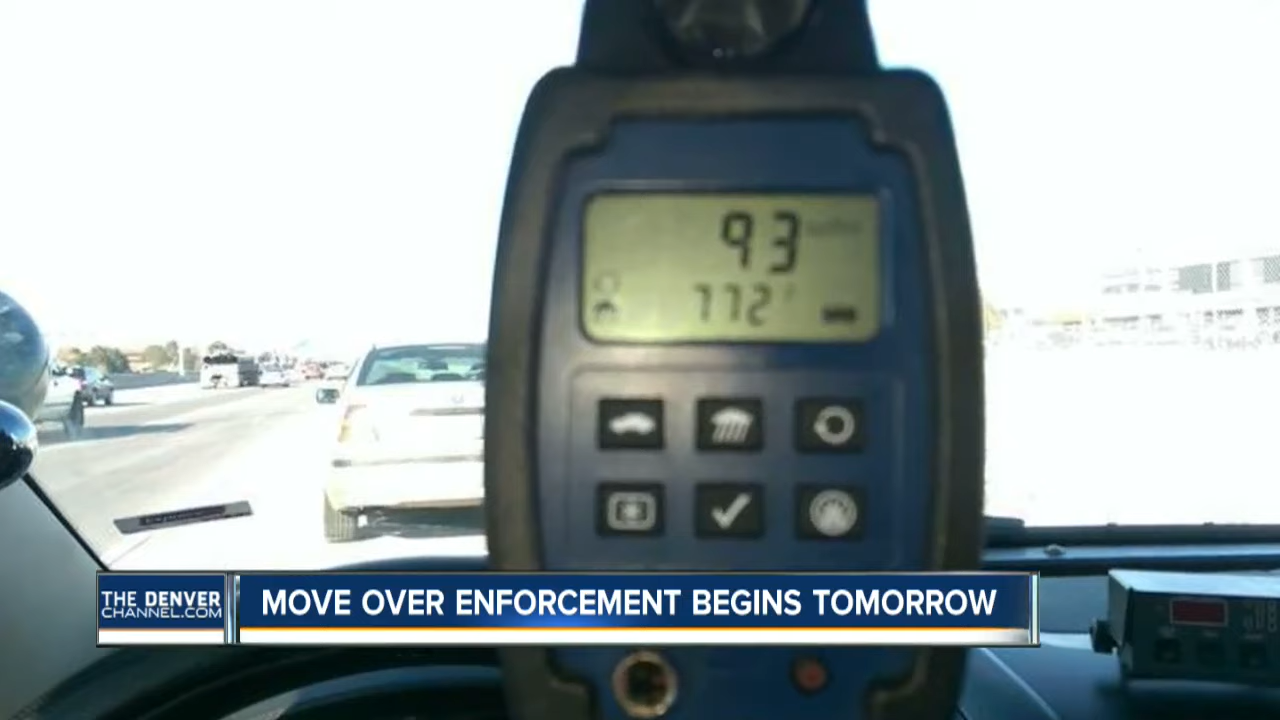 93
772
THE DENVER
CHANNEL.COM
MOVE OVER ENFORCEMENT BEGINS TOMORROW